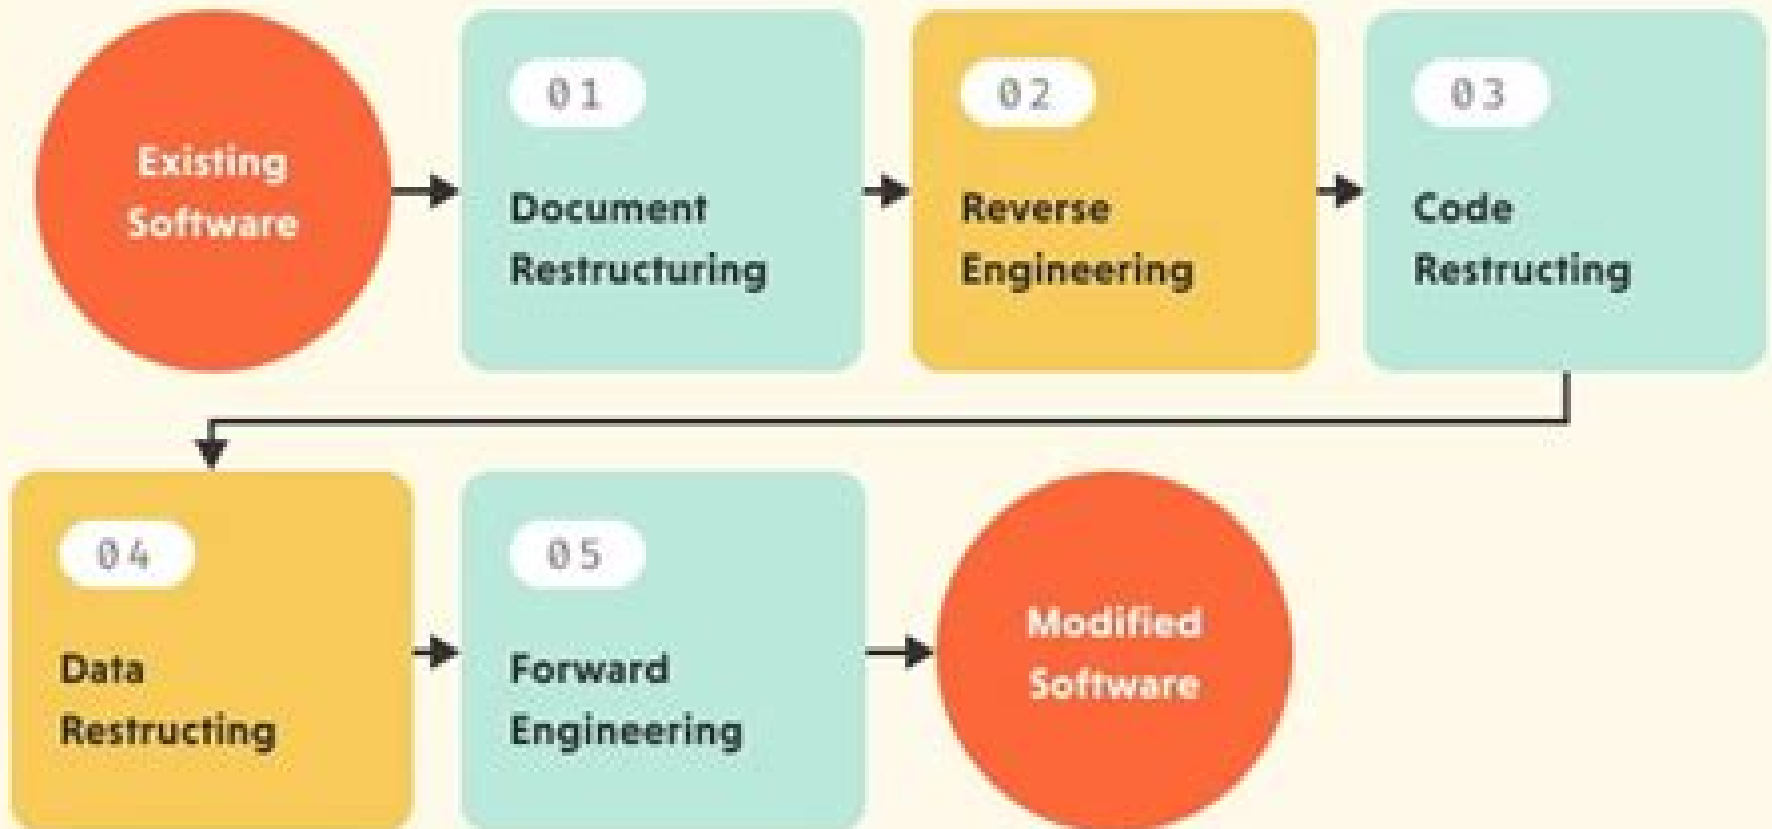 Existing
Software
01
Document
Restructuring
02
Reverse
Engineering
03
Code
Restructing
04
Data
Restructing
05
Forward
Engineering
Modified
Software